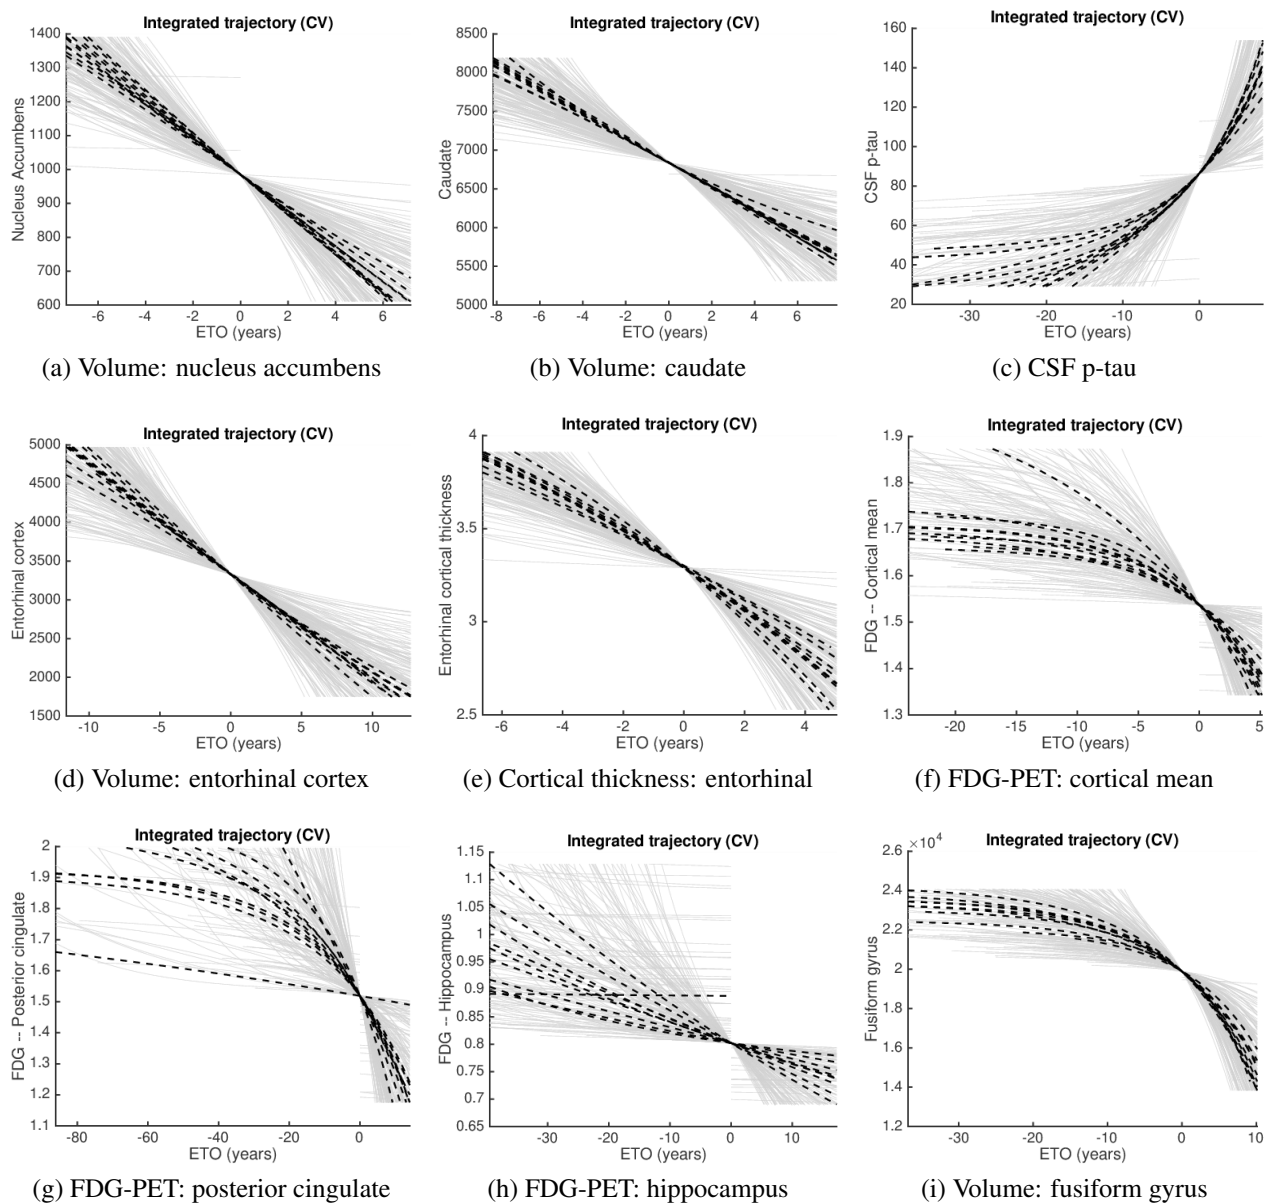 Integrated trajectory (CV)
Nucleus Accumbens
1400
1300
1200
1100
1000
900
800
700
600
-6 -4 -2 0 2 4 6
ETO (years)
(a) Volume: nucleus accumbens
Integrated trajectory (CV)
Caudate
8500
8000
7500
7000
6500
6000
5500
5000
-8 -6 -4 -2 0 2 4 6
ETO (years)
(b) Volume: caudate
Integrated trajectory (CV)
CSF p-tau
160
140
120
100
80
60
40
20
-30 -20 -10 0
ETO (years)
(c) CSF p-tau
Integrated trajectory (CV)
Entorhinal cortex
5000
4500
4000
3500
3000
2500
2000
1500
-10 -5 0 5 10
ETO (years)
(d) Volume: entorhinal cortex
Integrated trajectory (CV)
Entorhinal cortical thickness
4
3.5
3
2.5
-6 -4 -2 0 2 4
ETO (years)
(e) Cortical thickness: entorhinal
Integrated trajectory (CV)
FDG -- Cortical mean
1.9
1.8
1.7
1.6
1.5
1.4
1.3
-20 -15 -10 -5 0 5
ETO (years)
(f) FDG-PET: cortical mean
Integrated trajectory (CV)
FDG -- Posterior cingulate
2
1.9
1.8
1.7
1.6
1.5
1.4
1.3
1.2
1.1
-80 -60 -40 -20 0
ETO (years)
(g) FDG-PET: posterior cingulate
Integrated trajectory (CV)
FDG -- Hippocampus
1.15
1.1
1.05
1
0.95
0.9
0.85
0.8
0.75
0.7
0.65
-30 -20 -10 0 10
ETO (years)
(h) FDG-PET: hippocampus
Integrated trajectory (CV)
Fusiform gyrus
×10⁴
2.6
2.4
2.2
2
1.8
1.6
1.4
1.2
-30 -20 -10 0 10
ETO (years)
(i) Volume: fusiform gyrus